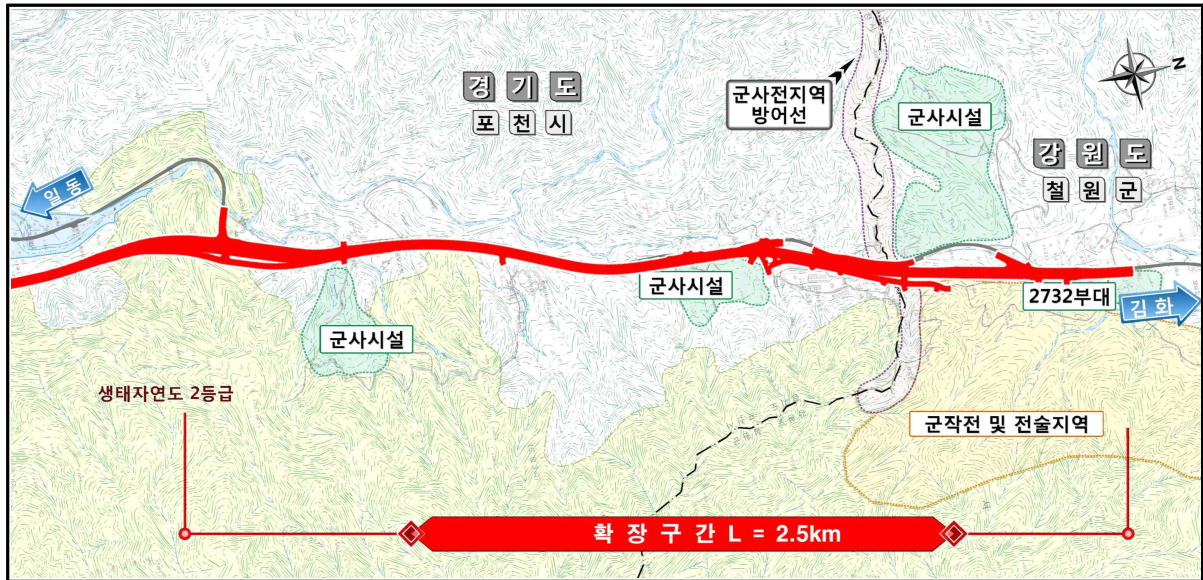 경기도
포천시
군사전지역
방어선
군사시설
N
강원도
철원군
일동
군사시설
2732부대
김화
군사시설
생태자연도 2등급
군작전 및 전술지역
확장구간 L = 2.5km